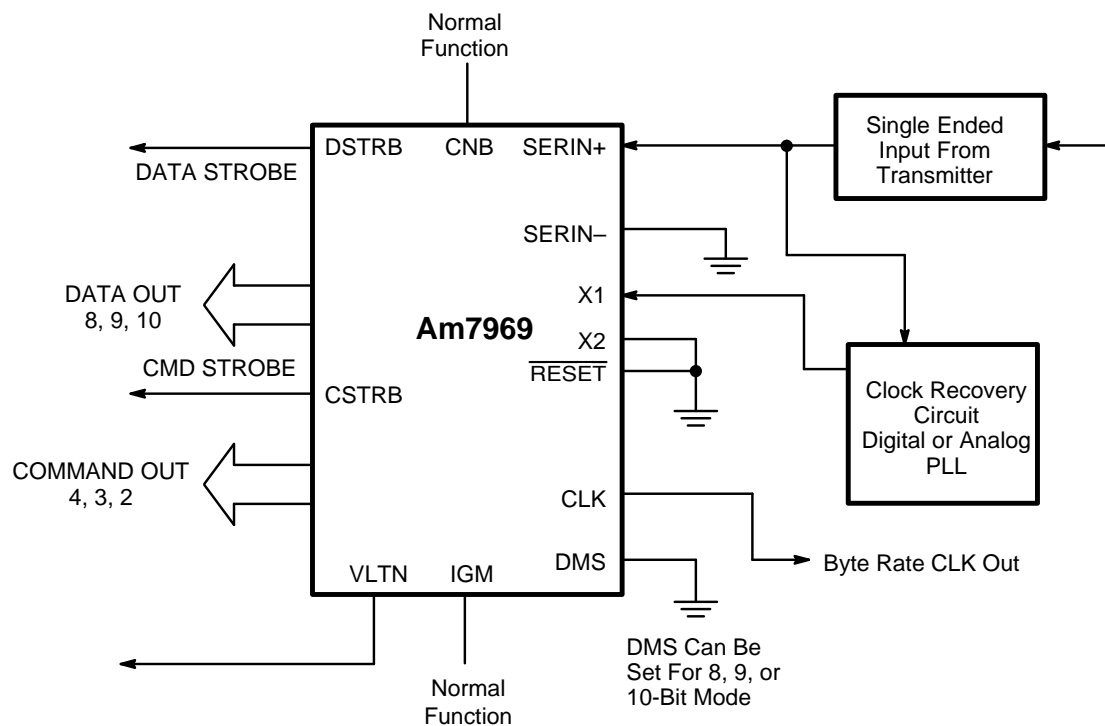 Normal
Function
DSTRB
CNB
SERIN+
Single Ended
Input From
Transmitter
DATA STROBE
SERIN–
DATA OUT
8, 9, 10
X1
Am7969
X2
RESET
CMD STROBE
CSTRB
Clock Recovery
Circuit
Digital or Analog
PLL
COMMAND OUT
4, 3, 2
CLK
DMS
Byte Rate CLK Out
VLTN
IGM
DMS Can Be
Set For 8, 9, or
10-Bit Mode
Normal
Function